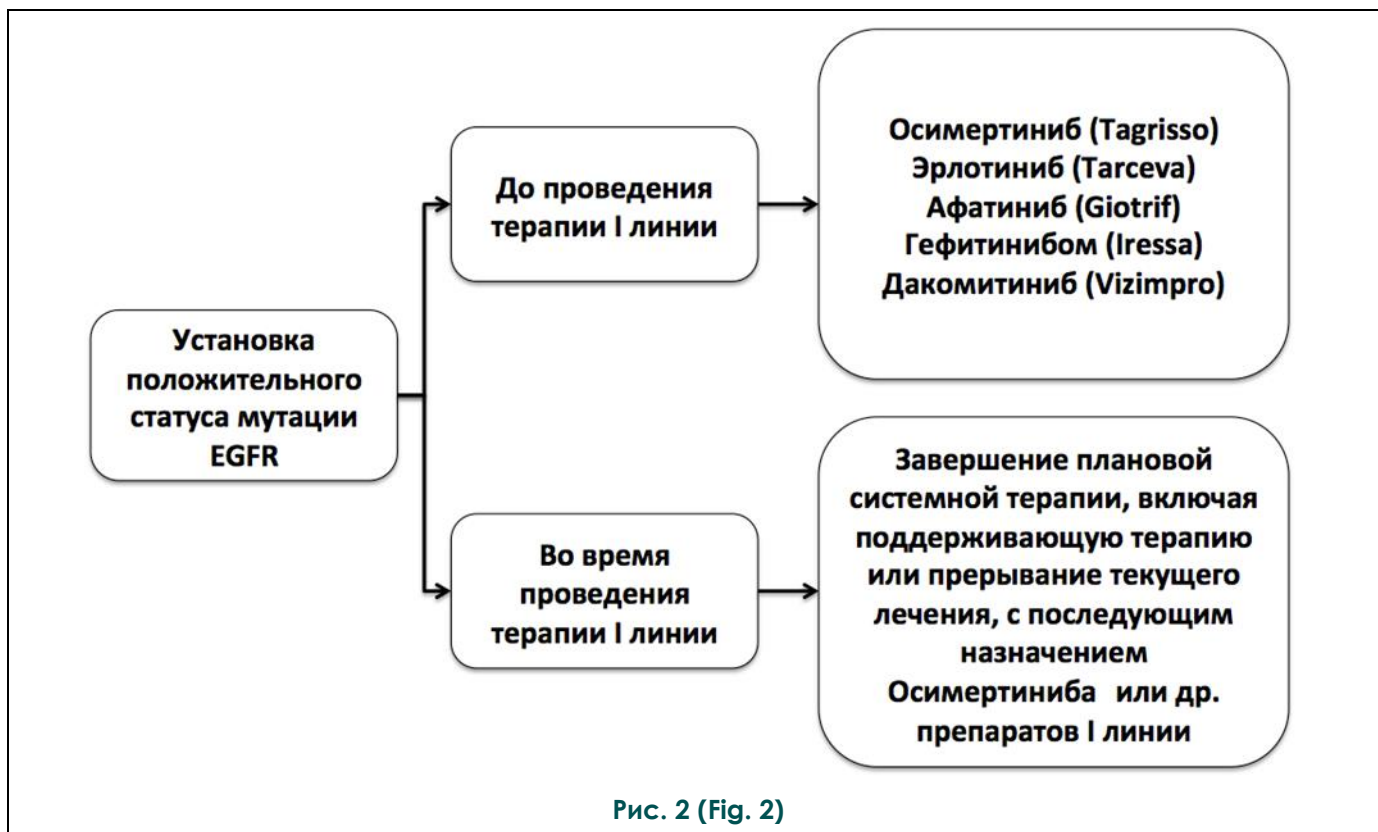 Установка
положительного
статуса мутации
EGFR
До проведения
терапии I линии
Осимертиниб (Tagrisso)
Эрлотиниб (Tarceva)
Афатиниб (Giotrif)
Гефитинибом (Iressa)
Дакомитиниб (Vizimpro)
Во время
проведения
терапии I линии
Завершение плановой
системной терапии, включая
поддерживающую терапию
или прерывание текущего
лечения, с последующим
назначением
Осимертиниба или др.
препаратов I линии
Рис. 2 (Fig. 2)